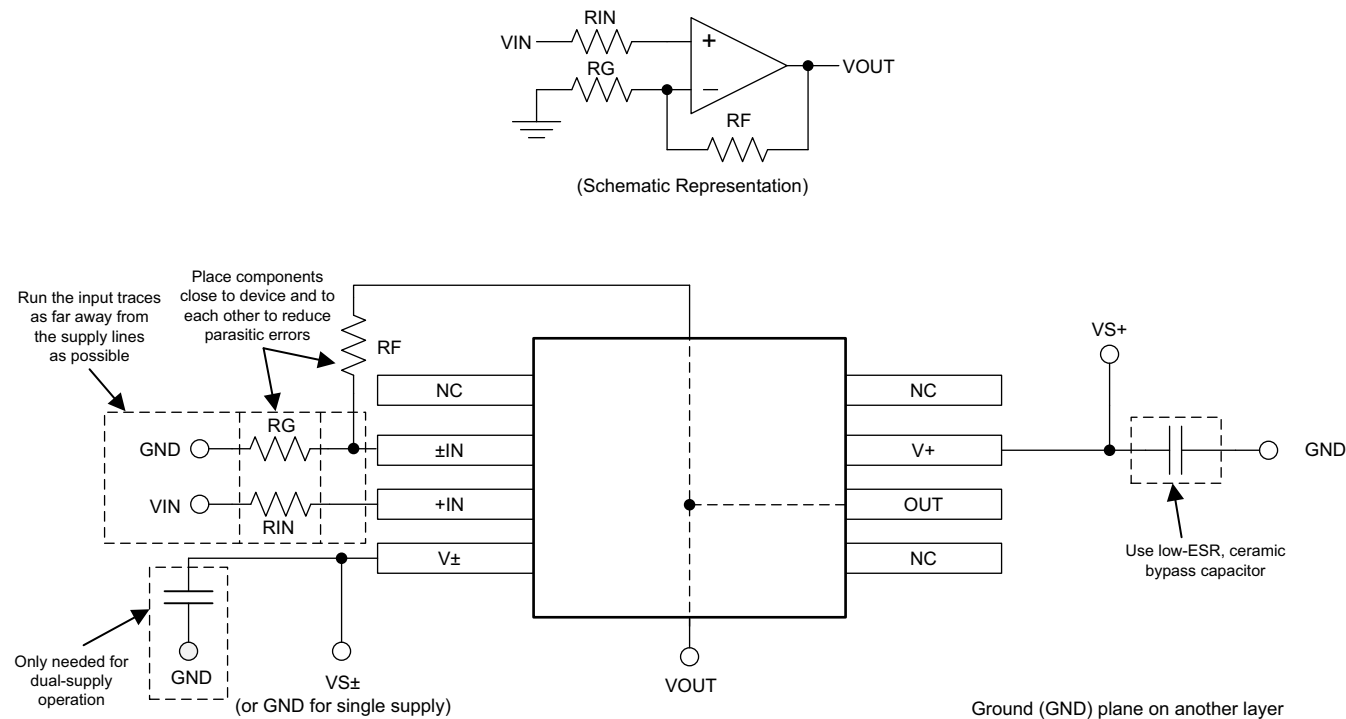 RIN
VIN
+
RG
−
VOUT
RF
(Schematic Representation)
Run the input traces
as far away from
the supply lines
as possible
Place components
close to device and to
each other to reduce
parasitic errors
RF
VS+
NC
NC
RG
GND
±IN
V+
GND
VIN
RIN
+IN
OUT
V±
NC
Use low-ESR, ceramic
bypass capacitor
Only needed for
dual-supply
operation
GND
VS±
(or GND for single supply)
VOUT
Ground (GND) plane on another layer